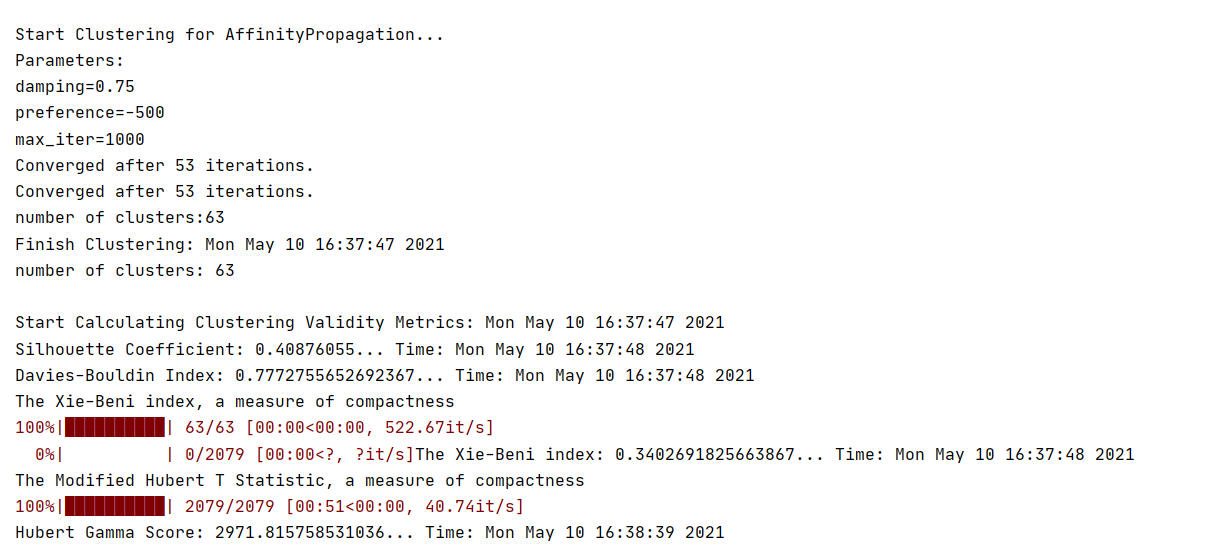 Start Clustering for AffinityPropagation...
Parameters:
damping=0.75
preference=-500
max_iter=1000
Converged after 53 iterations.
Converged after 53 iterations.
number of clusters:63
Finish Clustering: Mon May 10 16:37:47 2021
number of clusters: 63
Start Calculating Clustering Validity Metrics: Mon May 10 16:37:47 2021
Silhouette Coefficient: 0.40876055... Time: Mon May 10 16:37:48 2021
Davies-Bouldin Index: 0.7772755652692367... Time: Mon May 10 16:37:48 2021
The Xie-Beni index, a measure of compactness
100%|██████████| 63/63 [00:00<00:00, 522.67it/s]
  0%|          | 0/2079 [00:00<?, ?it/s]The Xie-Beni index: 0.3402691825663867... Time: Mon May 10 16:37:48 2021
The Modified Hubert T Statistic, a measure of compactness
100%|██████████| 2079/2079 [00:51<00:00, 40.74it/s]
Hubert Gamma Score: 2971.815758531036... Time: Mon May 10 16:38:39 2021